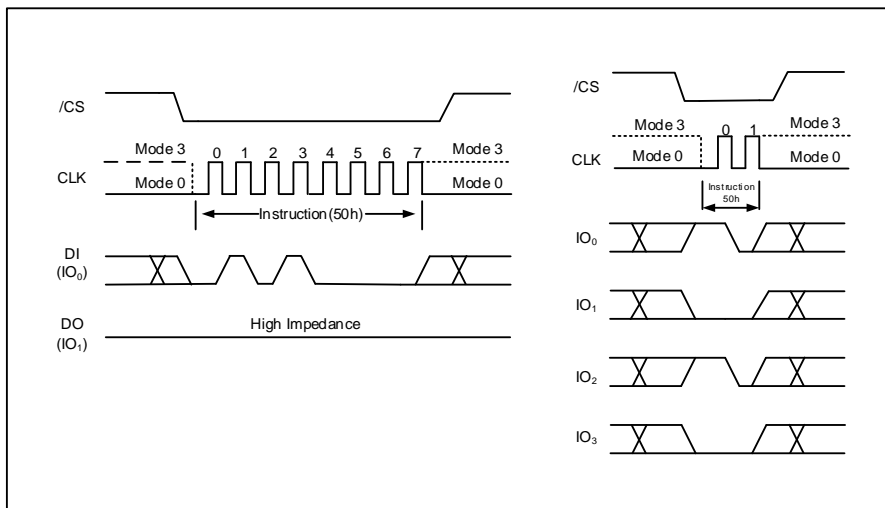 /CS
Mode 3 0 1 2 3 4 5 6 7 Mode 3
CLK
Mode 0 Mode 0
Instruction (50h)
DI
(IO0)
DO High Impedance
(IO1)
/CS
Mode 3 0 1 Mode 3
CLK Mode 0 Mode 0
Instruction
50h
IO0
IO1
IO2
IO3